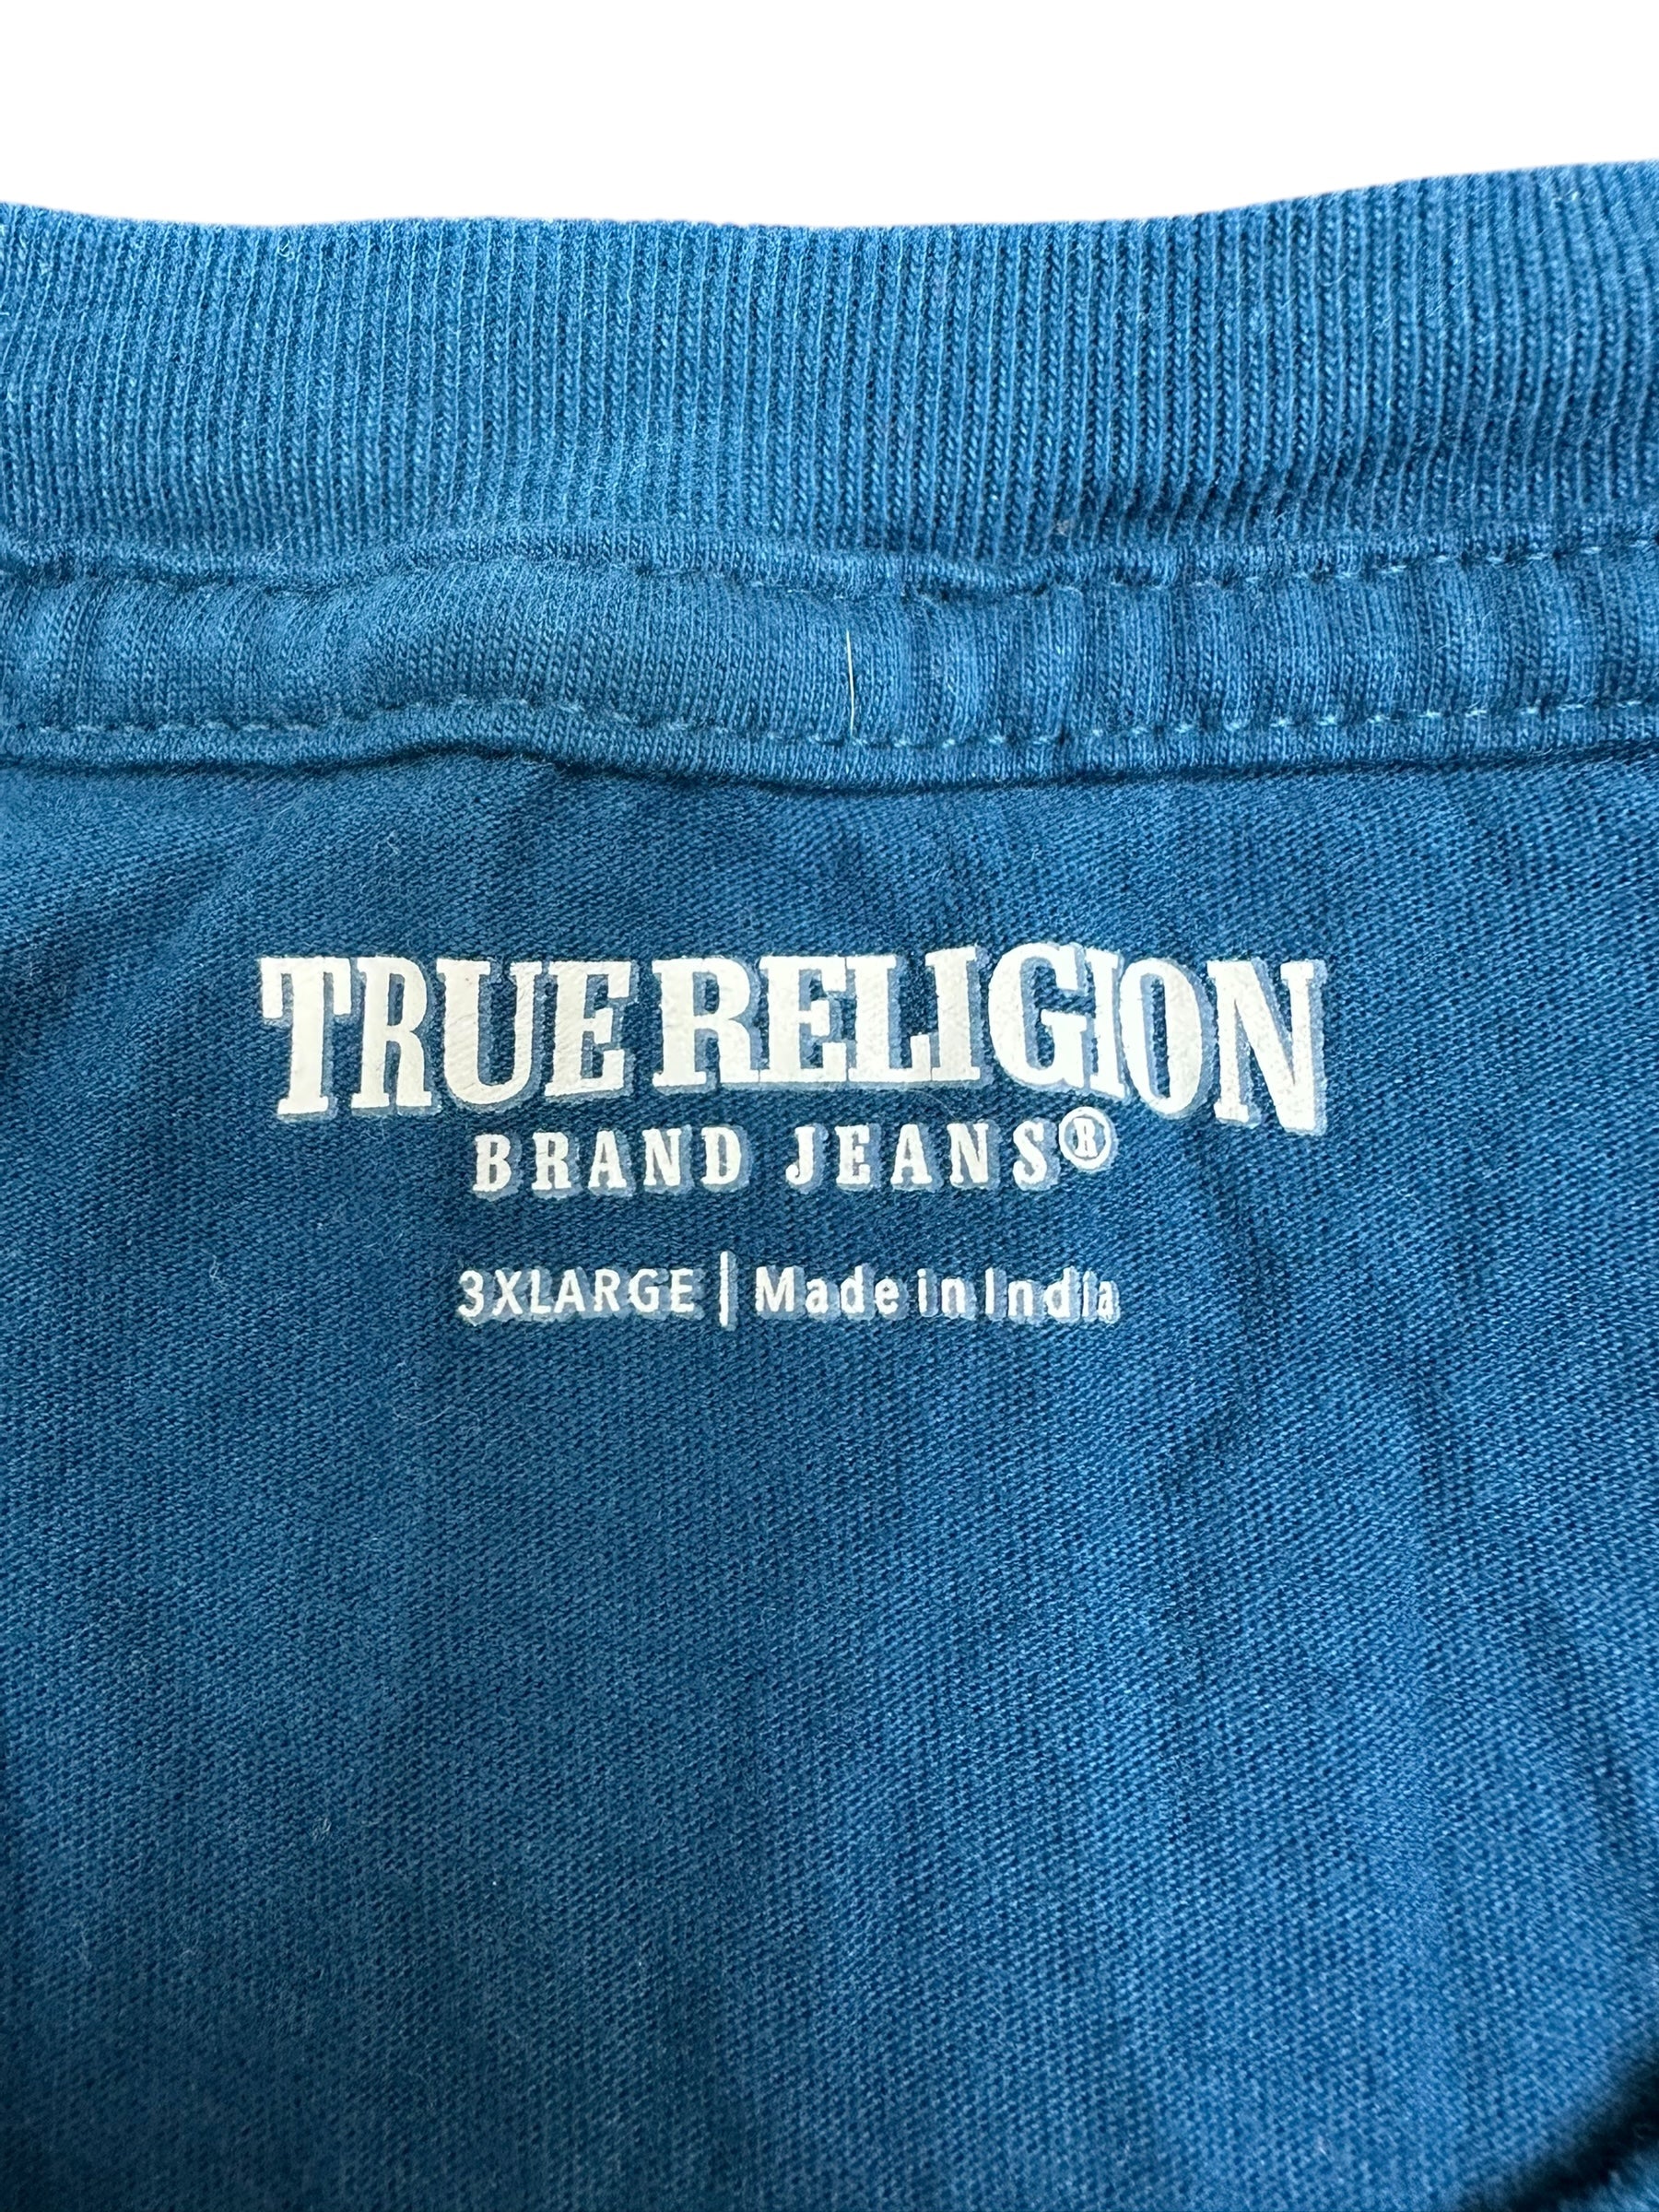 TRUE RELIGION
BRAND JEANS®
3XLARGE | Made in India